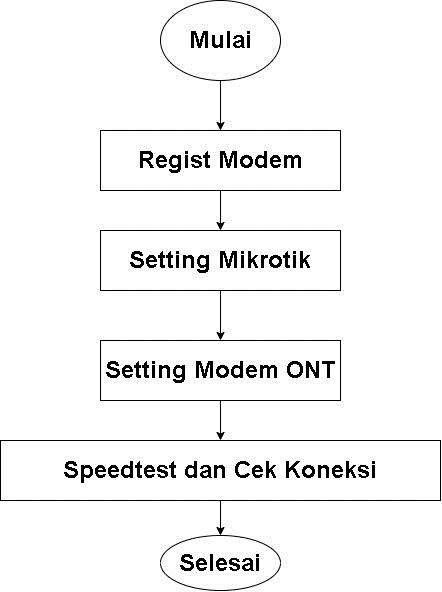 Mulai
Regist Modem
Setting Mikrotik
Setting Modem ONT
Speedtest dan Cek Koneksi
Selesai